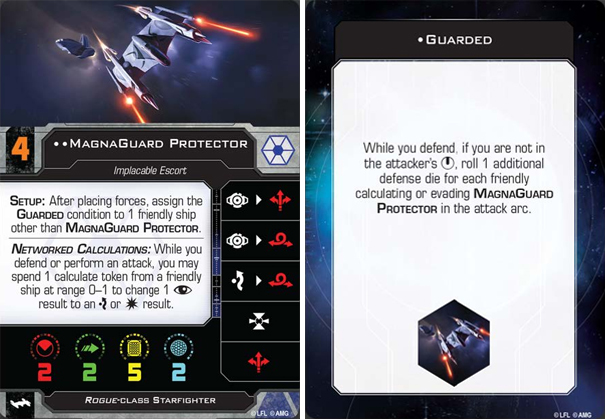 4
••MagnaGuard Protector
Implacable Escort
Setup: After placing forces, assign the
Guarded condition to 1 friendly ship
other than MagnaGuard Protector.
Networked Calculations: While you
defend or perform an attack, you may
spend 1 calculate token from a friendly
ship at range 0–1 to change 1
result to an or result.
2 2 5 2
Rogue-class Starfighter
©LFL ©AMG
•Guarded
While you defend, if you are not in
the attacker's , roll 1 additional
defense die for each friendly
calculating or evading MagnaGuard
Protector in the attack arc.
©LFL ©AMG